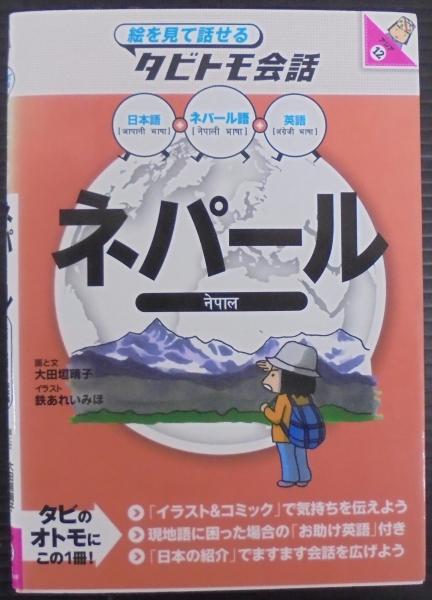 絵を見て話せる
タビトモ会話
アジア
12
日本語
[जापानी भाषा]
+
ネパール語
[नेपाली भाषा]
+
英語
[अंग्रेजी भाषा]
ネパール
नेपाल
画と文
大田垣晴子
イラスト
鉄あれいみほ
タビの
オトモに
この1冊!
「イラスト&コミック」で気持ちを伝えよう
現地語に困った場合の「お助け英語」付き
「日本の紹介」でますます会話を広げよう